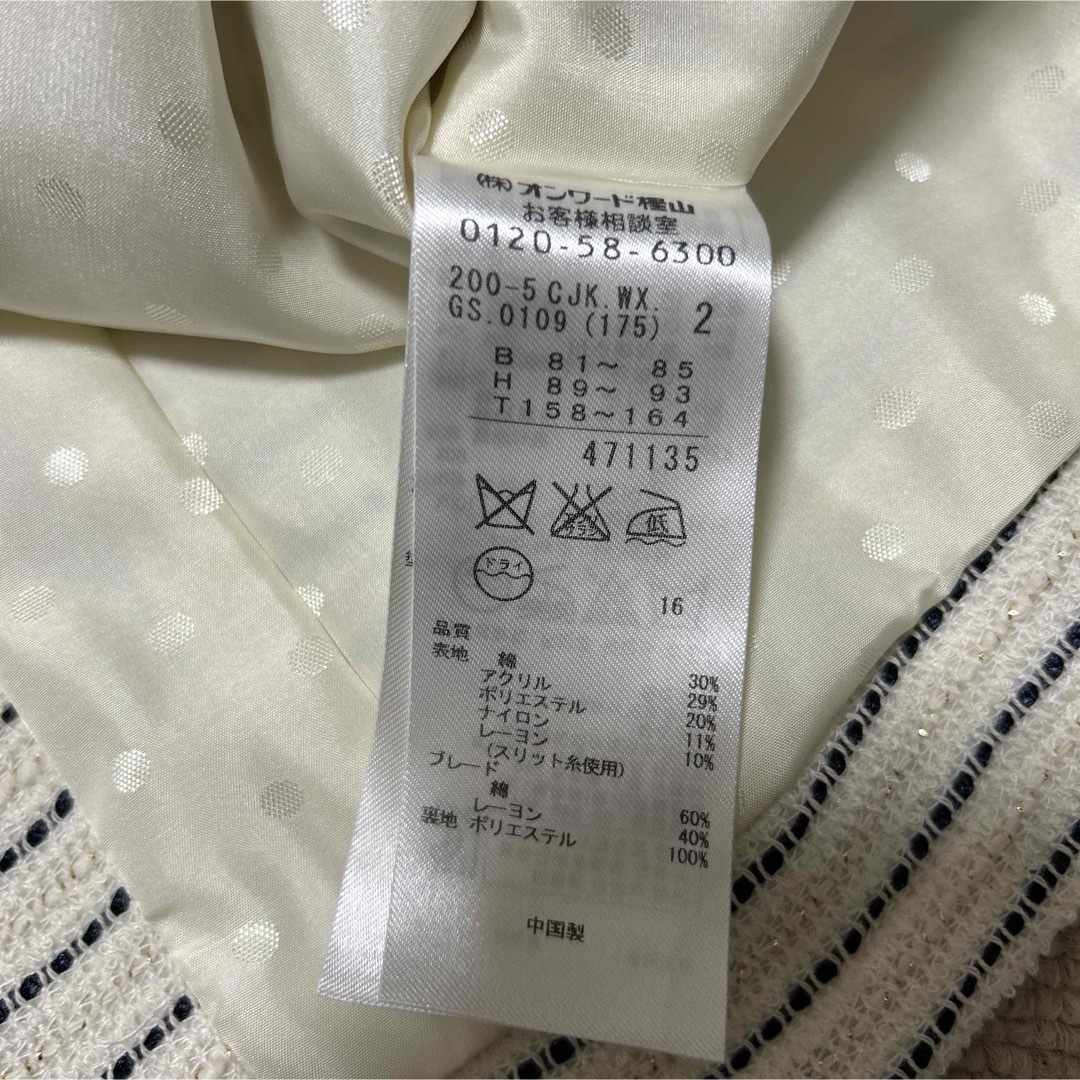 (株)オンワード樫山
お客様相談室
0120-58-6300
200-5 CJK.WX.
GS.0109 (175) 2
B 81～ 85
H 89～ 93
T158～164
471135
低
ドライ
16
品質
表地 綿 30%
アクリル 29%
ポリエステル 20%
ナイロン 11%
レーヨン 10%
(スリット糸使用)
ブレード
綿 60%
レーヨン 40%
裏地 ポリエステル 100%
中国製